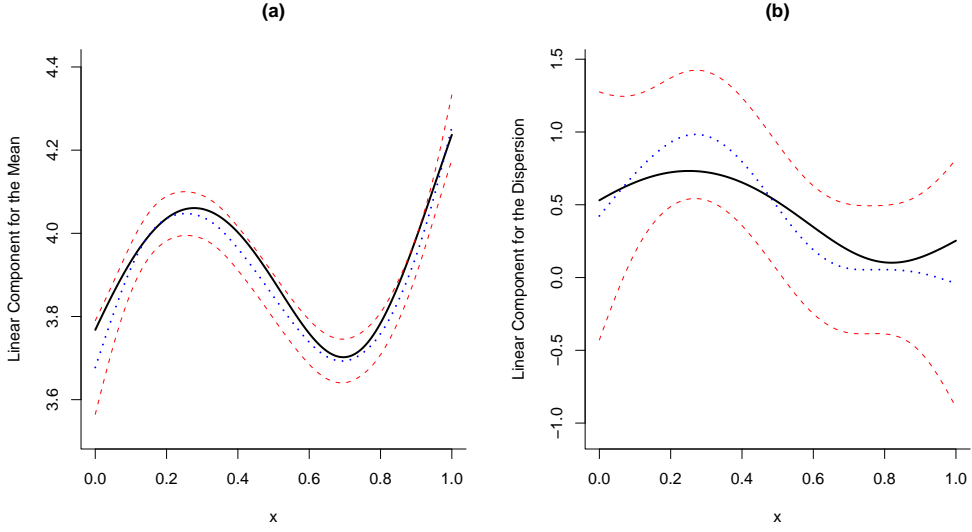 (a)
Linear Component for the Mean
4.4
4.2
4.0
3.8
3.6
0.0 0.2 0.4 0.6 0.8 1.0
x
(b)
Linear Component for the Dispersion
1.5
1.0
0.5
0.0
−0.5
−1.0
0.0 0.2 0.4 0.6 0.8 1.0
x